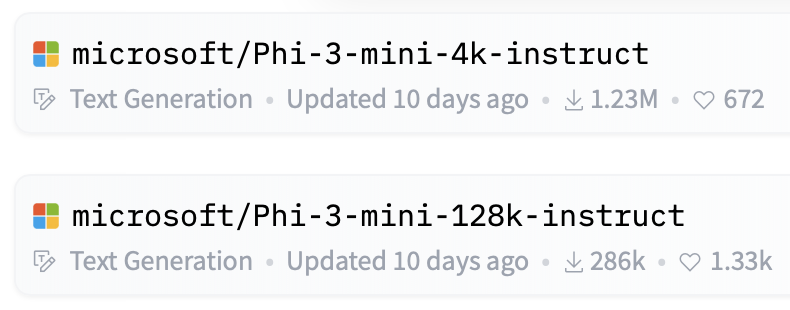 microsoft/Phi-3-mini-4k-instruct
Text Generation • Updated 10 days ago • 1.23M • 672
microsoft/Phi-3-mini-128k-instruct
Text Generation • Updated 10 days ago • 286k • 1.33k